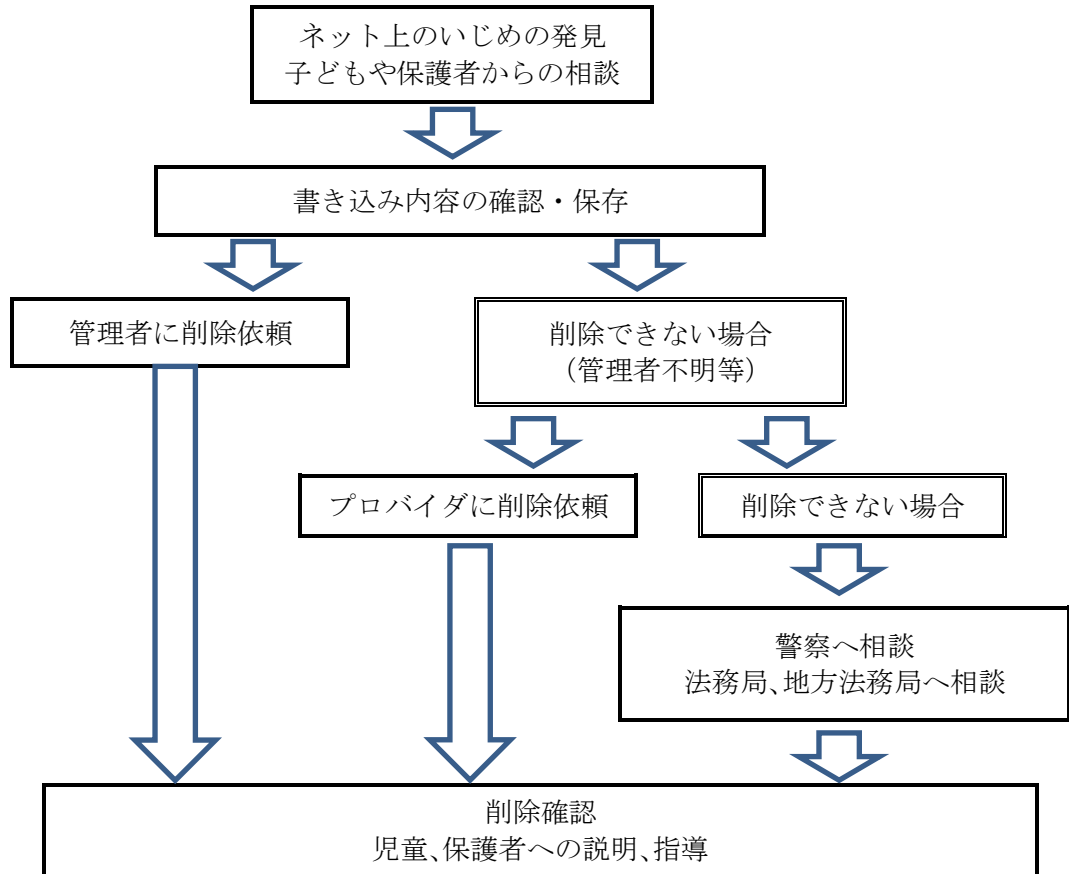 ネット上のいじめの発見
子どもや保護者からの相談
書き込み内容の確認・保存
管理者に削除依頼
削除できない場合
（管理者不明等）
プロバイダに削除依頼
削除できない場合
警察へ相談
法務局、地方法務局へ相談
削除確認
児童、保護者への説明、指導